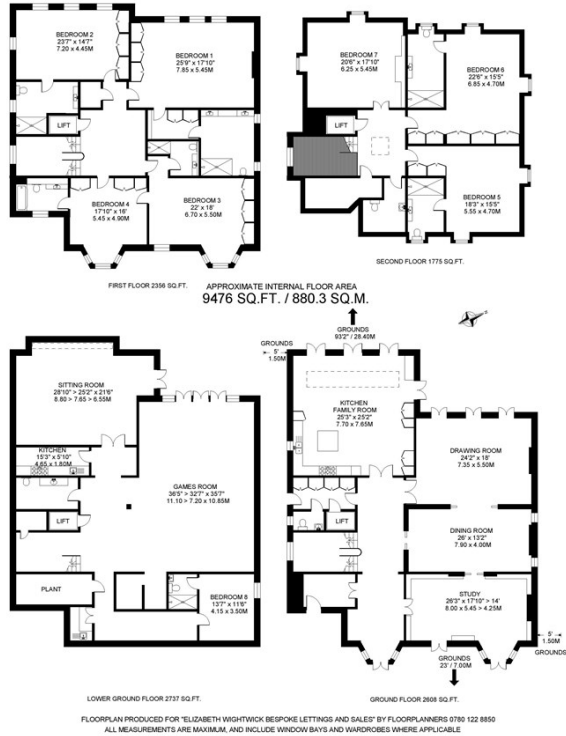 BEDROOM 2
23'7" x 14'7"
7.20 x 4.45M
BEDROOM 1
25'9" x 17'10"
7.85 x 5.45M
LIFT
BEDROOM 4
17'10" x 16'
5.45 x 4.90M
BEDROOM 3
22' x 18'
6.70 x 5.50M
FIRST FLOOR 2356 SQ.FT.
BEDROOM 7
20'6" x 17'10"
6.25 x 5.45M
BEDROOM 6
22'6" x 15'5"
6.85 x 4.70M
LIFT
BEDROOM 5
18'3" x 15'5"
5.55 x 4.70M
SECOND FLOOR 1775 SQ.FT.
APPROXIMATE INTERNAL FLOOR AREA
9476 SQ.FT. / 880.3 SQ.M.
SITTING ROOM
28'10" > 25'2" x 21'6"
8.80 > 7.65 x 6.55M
KITCHEN
15'3" x 5'10"
4.65 x 1.80M
GAMES ROOM
36'5" > 32'7" x 35'7"
11.10 > 7.20 x 10.85M
LIFT
PLANT
BEDROOM 8
13'7" x 11'6"
4.15 x 3.50M
LOWER GROUND FLOOR 2737 SQ.FT.
GROUNDS
93'2" / 28.40M
GROUNDS
5'
1.50M
KITCHEN
FAMILY ROOM
25'3" x 25'2"
7.70 x 7.65M
DRAWING ROOM
24'2" x 18'
7.35 x 5.50M
LIFT
DINING ROOM
26' x 13'2"
7.90 x 4.00M
STUDY
26'3" x 17'10" > 14'
8.00 x 5.45 > 4.25M
5'
1.50M
GROUNDS
GROUNDS
23' / 7.00M
GROUND FLOOR 2608 SQ.FT.
FLOORPLAN PRODUCED FOR "ELIZABETH WIGHTWICK BESPOKE LETTINGS AND SALES" BY FLOORPLANNERS 0780 122 8850
ALL MEASUREMENTS ARE MAXIMUM, AND INCLUDE WINDOW BAYS AND WARDROBES WHERE APPLICABLE